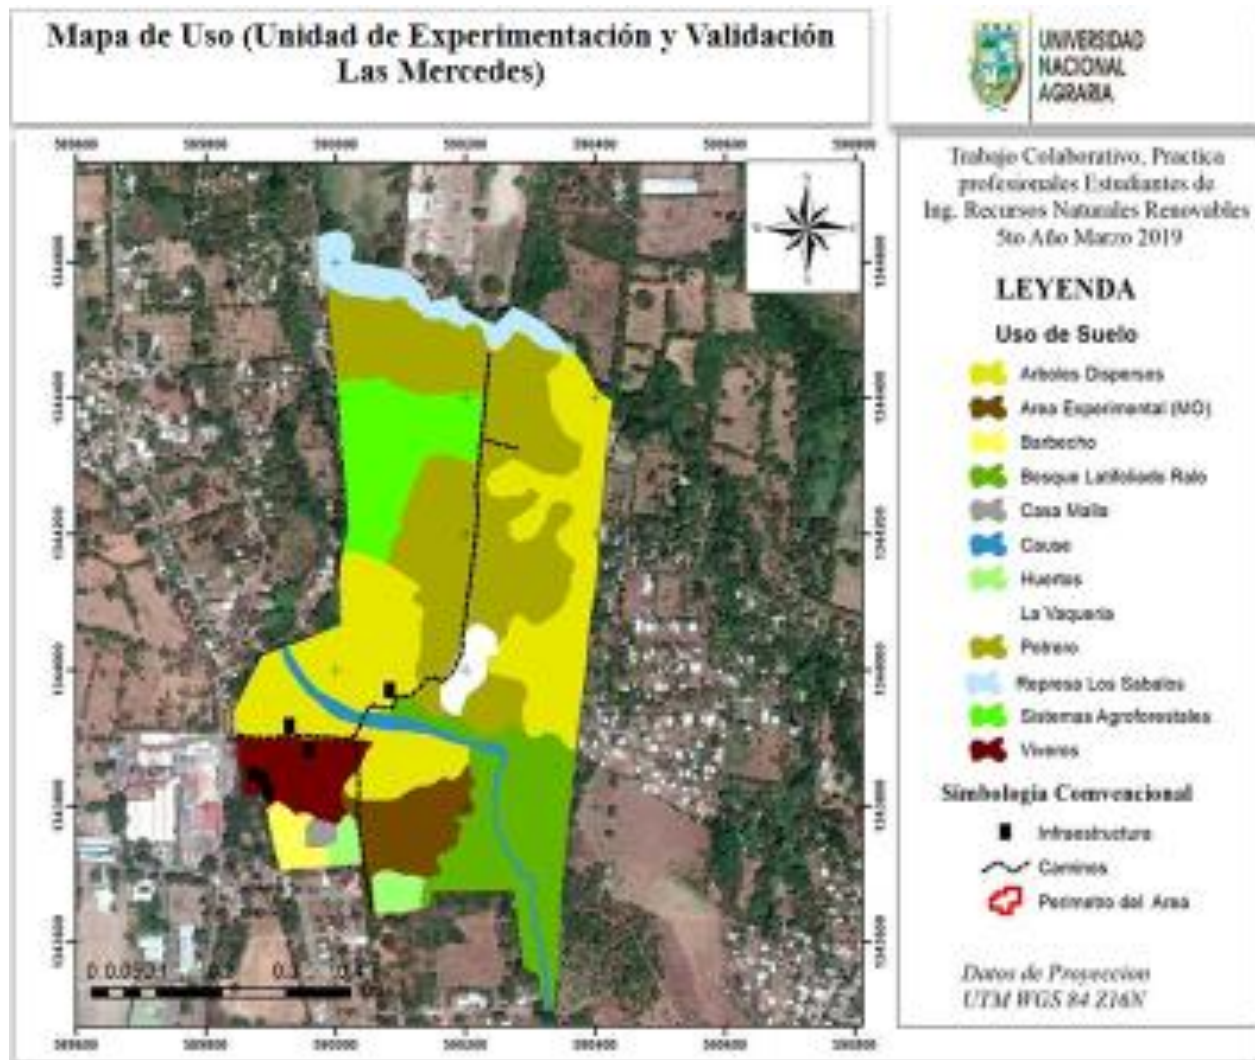 Mapa de Uso (Unidad de Experimentación y Validación
Las Mercedes)
UNIVERSIDAD
NACIONAL
AGRARIA
Trabajo Colaborativo, Practica
profesionales Estudiantes de
Ing. Recursos Naturales Renovables
5to Año Marzo 2019
LEYENDA
Uso de Suelo
Arboles Dispersos
Area Experimental (MO)
Barbecho
Bosque Latifoliado Ralo
Casa Malla
Cause
Huertos
La Vaqueria
Potrero
Represa Los Sabalos
Sistemas Agroforestales
Viveros
Simbologia Comvencional
Infraestructura
Caminos
Perimetro del Area
Datos de Proyeccion
UTM WGS 84 Z16N